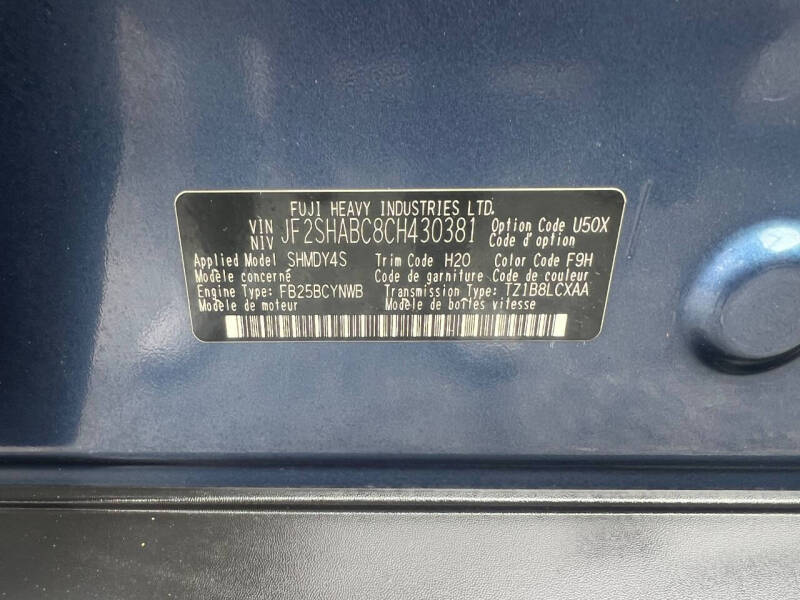 FUJI HEAVY INDUSTRIES LTD.
VIN NIV JF2SHABC8CH430381 Option Code U50X
Code d'option
Applied Model SHMDY4S Trim Code H20 Color Code F9H
Modèle concerné Code de garniture Code de couleur
Engine Type: FB25BCYNWB Transmission Type: TZ1B8LCXAA
Modèle de moteur Modèle de boîtes vitesse